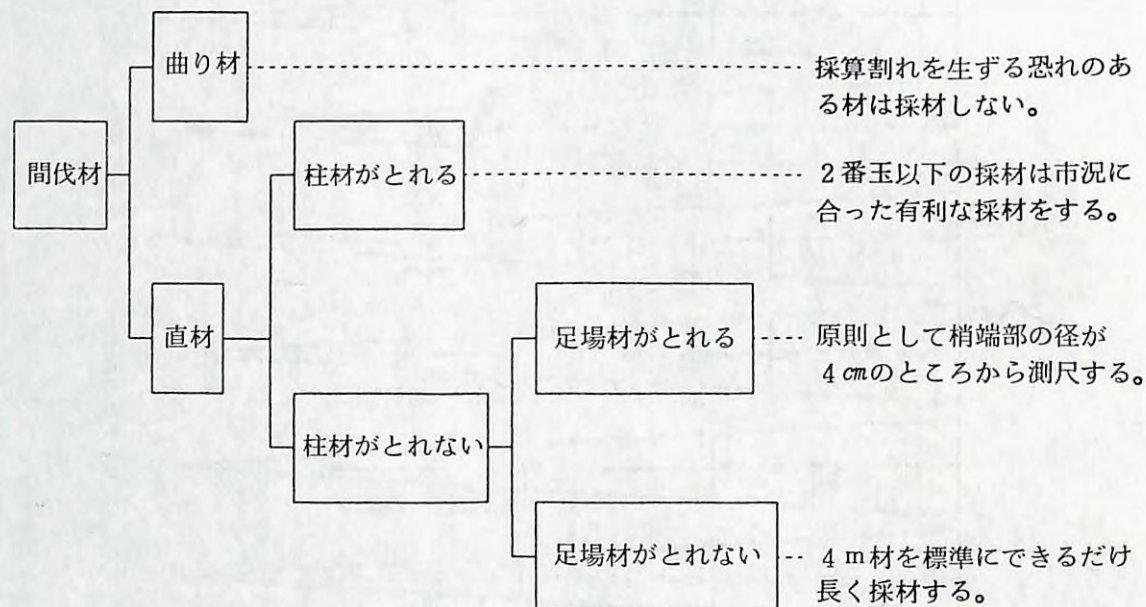 曲り材
採算割れを生ずる恐れのあ
る材は採材しない。
間伐材
柱材がとれる
2番玉以下の採材は市況に
合った有利な採材をする。
直材
足場材がとれる
原則として梢端部の径が
4㎝のところから測尺する。
柱材がとれない
足場材がとれない
4m材を標準にできるだけ
長く採材する。